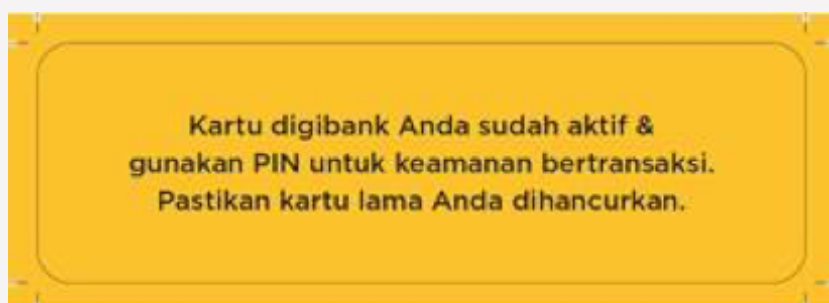 Kartu digibank Anda sudah aktif &
gunakan PIN untuk keamanan bertransaksi.
Pastikan kartu lama Anda dihancurkan.